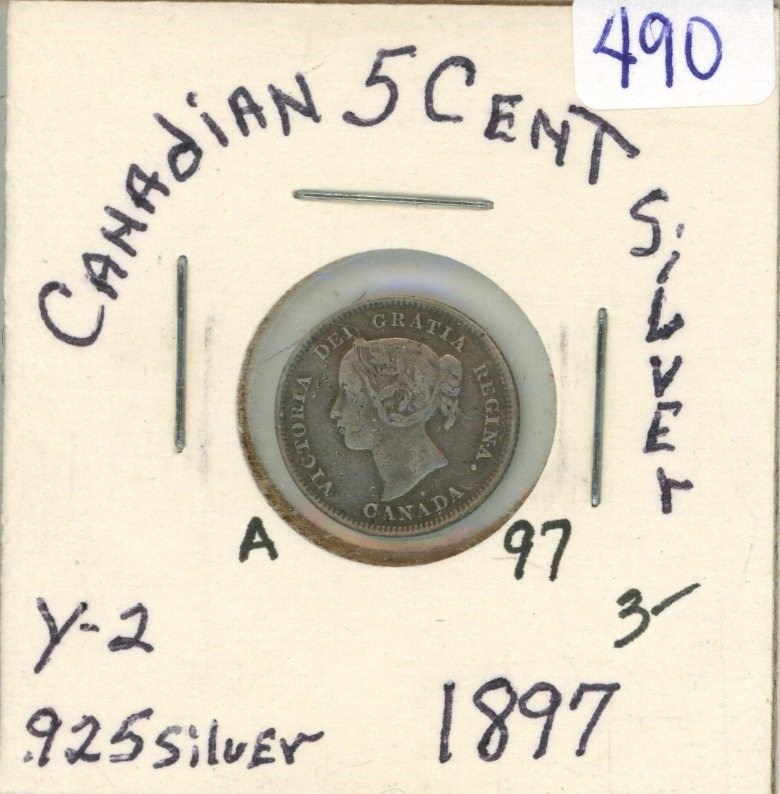 490
CANAdiAN 5 CENT SiLVEr
VICTORIA DEI GRATIA REGINA.
CANADA
A 97
3-
Y-2
.925 SilvEr 1897